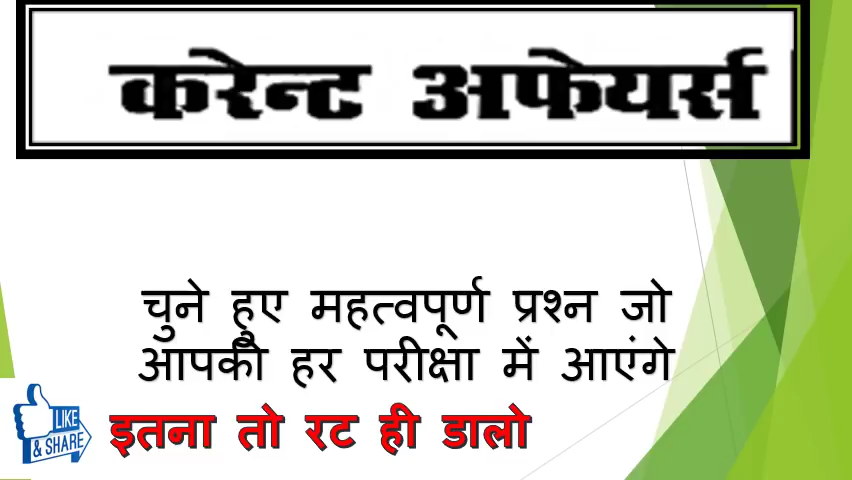 करेन्ट अफेयर्स
चुने हुए महत्वपूर्ण प्रश्न जो
आपकी हर परीक्षा में आएंगे
LIKE
& SHARE
इतना तो रट ही डालो